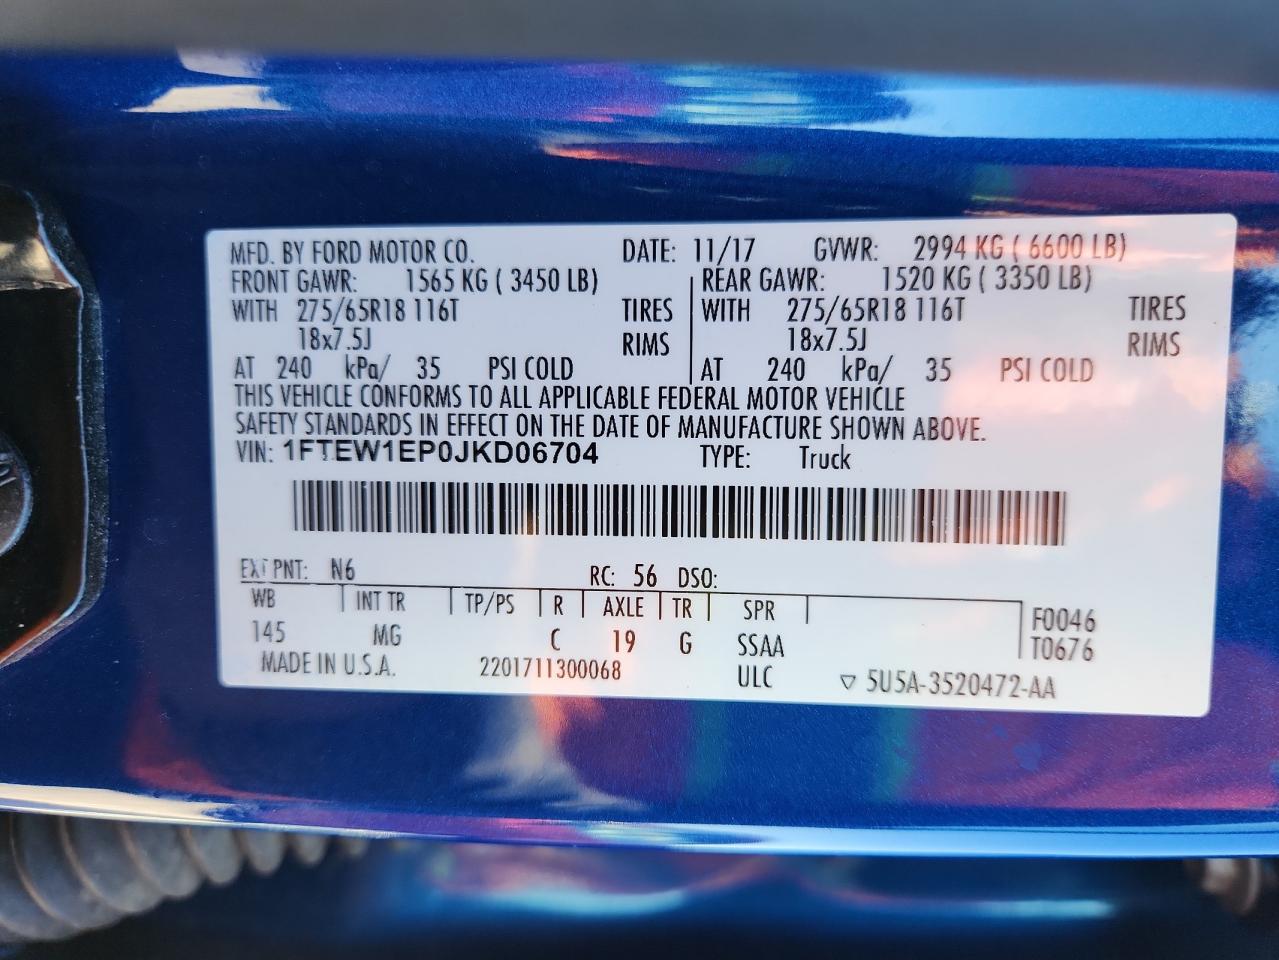 MFD. BY FORD MOTOR CO. DATE: 11/17 GVWR: 2994 KG ( 6600 LB)
FRONT GAWR: 1565 KG ( 3450 LB) REAR GAWR: 1520 KG ( 3350 LB)
WITH 275/65R18 116T TIRES WITH 275/65R18 116T TIRES
18x7.5J RIMS 18x7.5J RIMS
AT 240 kPa/ 35 PSI COLD AT 240 kPa/ 35 PSI COLD
THIS VEHICLE CONFORMS TO ALL APPLICABLE FEDERAL MOTOR VEHICLE
SAFETY STANDARDS IN EFFECT ON THE DATE OF MANUFACTURE SHOWN ABOVE.
VIN: 1FTEW1EP0JKD06704 TYPE: Truck
EXT PNT: N6 RC: 56 DSO:
WB INT TR TP/PS R AXLE TR SPR F0046
145 MG C 19 G SSAA T0676
MADE IN U.S.A. 2201711300068 ULC ▽ 5U5A-3520472-AA